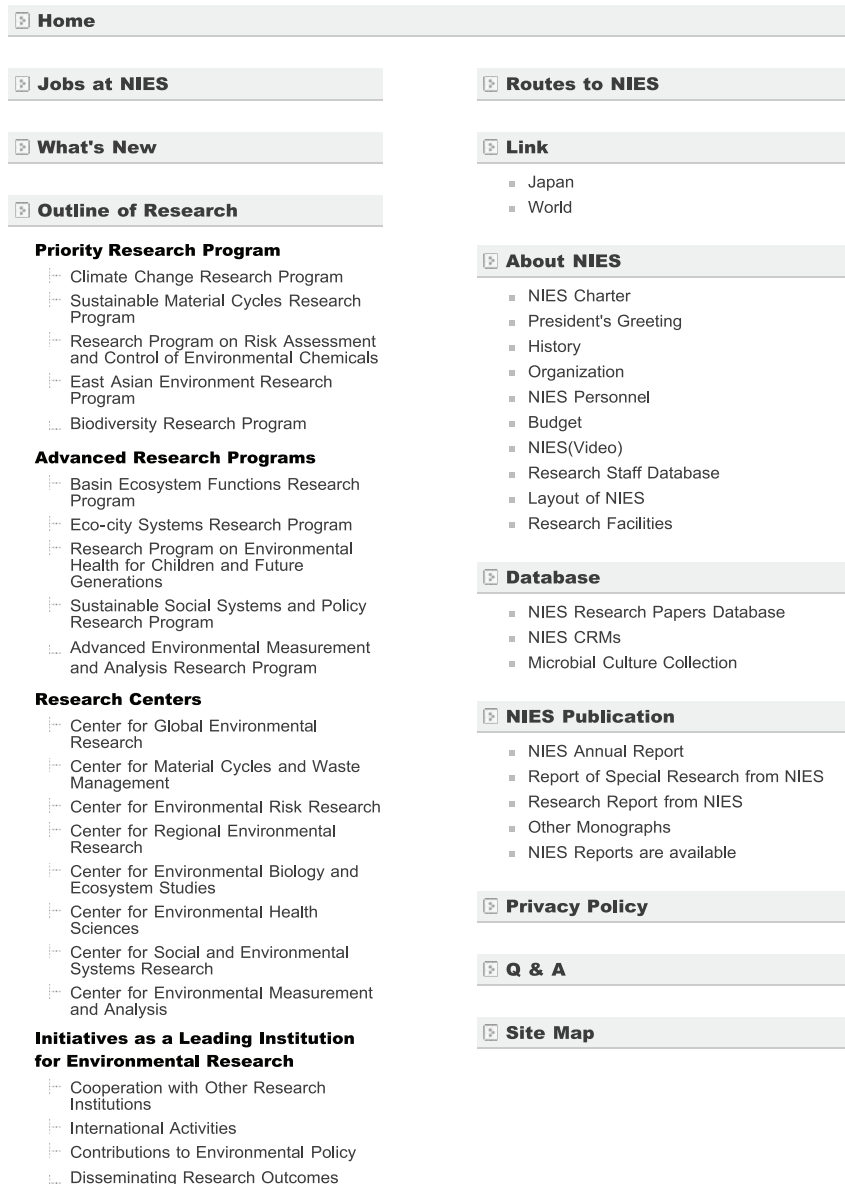 Home
Jobs at NIES
What's New
Outline of Research
Priority Research Program
Climate Change Research Program
Sustainable Material Cycles Research
Program
Research Program on Risk Assessment
and Control of Environmental Chemicals
East Asian Environment Research
Program
Biodiversity Research Program
Advanced Research Programs
Basin Ecosystem Functions Research
Program
Eco-city Systems Research Program
Research Program on Environmental
Health for Children and Future
Generations
Sustainable Social Systems and Policy
Research Program
Advanced Environmental Measurement
and Analysis Research Program
Research Centers
Center for Global Environmental
Research
Center for Material Cycles and Waste
Management
Center for Environmental Risk Research
Center for Regional Environmental
Research
Center for Environmental Biology and
Ecosystem Studies
Center for Environmental Health
Sciences
Center for Social and Environmental
Systems Research
Center for Environmental Measurement
and Analysis
Initiatives as a Leading Institution
for Environmental Research
Cooperation with Other Research
Institutions
International Activities
Contributions to Environmental Policy
Disseminating Research Outcomes
Routes to NIES
Link
Japan
World
About NIES
NIES Charter
President's Greeting
History
Organization
NIES Personnel
Budget
NIES(Video)
Research Staff Database
Layout of NIES
Research Facilities
Database
NIES Research Papers Database
NIES CRMs
Microbial Culture Collection
NIES Publication
NIES Annual Report
Report of Special Research from NIES
Research Report from NIES
Other Monographs
NIES Reports are available
Privacy Policy
Q & A
Site Map